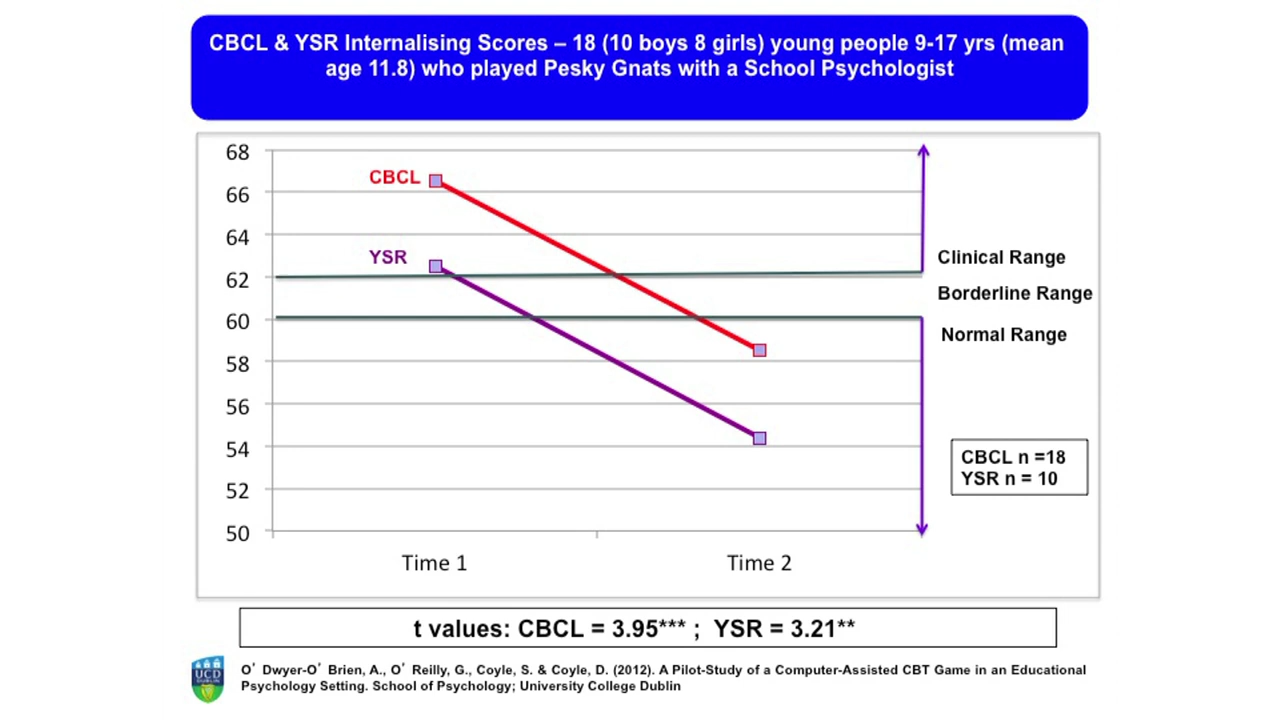 CBCL & YSR Internalising Scores – 18 (10 boys 8 girls) young people 9-17 yrs (mean
age 11.8) who played Pesky Gnats with a School Psychologist
68
66
64
62
60
58
56
54
52
50
CBCL
YSR
Clinical Range
Borderline Range
Normal Range
CBCL n =18
YSR n = 10
Time 1
Time 2
t values: CBCL = 3.95*** ; YSR = 3.21**
UCD
DUBLIN
O' Dwyer-O' Brien, A., O' Reilly, G., Coyle, S. & Coyle, D. (2012). A Pilot-Study of a Computer-Assisted CBT Game in an Educational
Psychology Setting. School of Psychology; University College Dublin